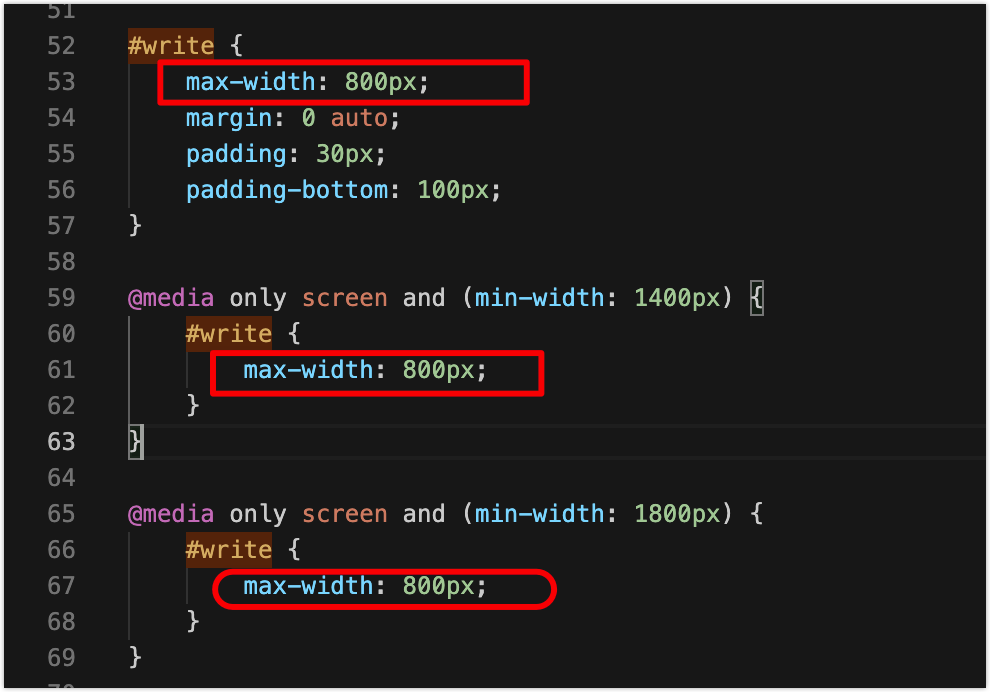 51
52 #write {
53 max-width: 800px;
54 margin: 0 auto;
55 padding: 30px;
56 padding-bottom: 100px;
57 }
58
59 @media only screen and (min-width: 1400px) {
60 #write {
61 max-width: 800px;
62 }
63 }
64
65 @media only screen and (min-width: 1800px) {
66 #write {
67 max-width: 800px;
68 }
69 }
70